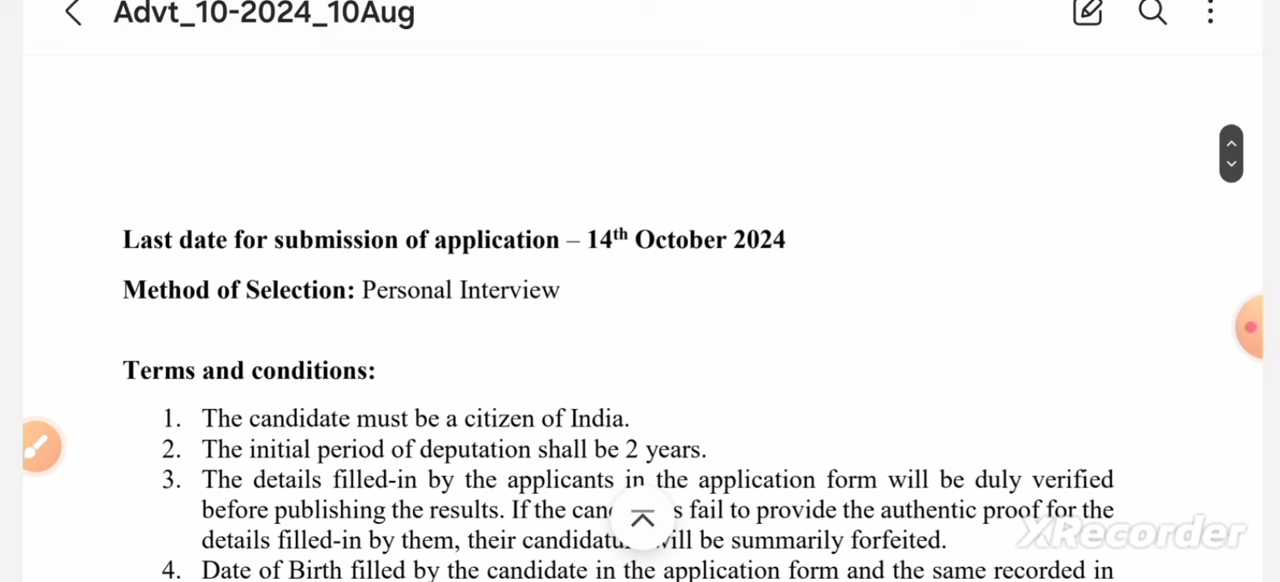 Advt_10-2024_10Aug
Last date for submission of application – 14th October 2024
Method of Selection: Personal Interview
Terms and conditions:
1. The candidate must be a citizen of India.
2. The initial period of deputation shall be 2 years.
3. The details filled-in by the applicants in the application form will be duly verified
before publishing the results. If the fail to provide the authentic proof for the
details filled-in by them, their will be summarily forfeited.
XRecorder
4. Date of Birth filled by the candidate in the application form and the same recorded in